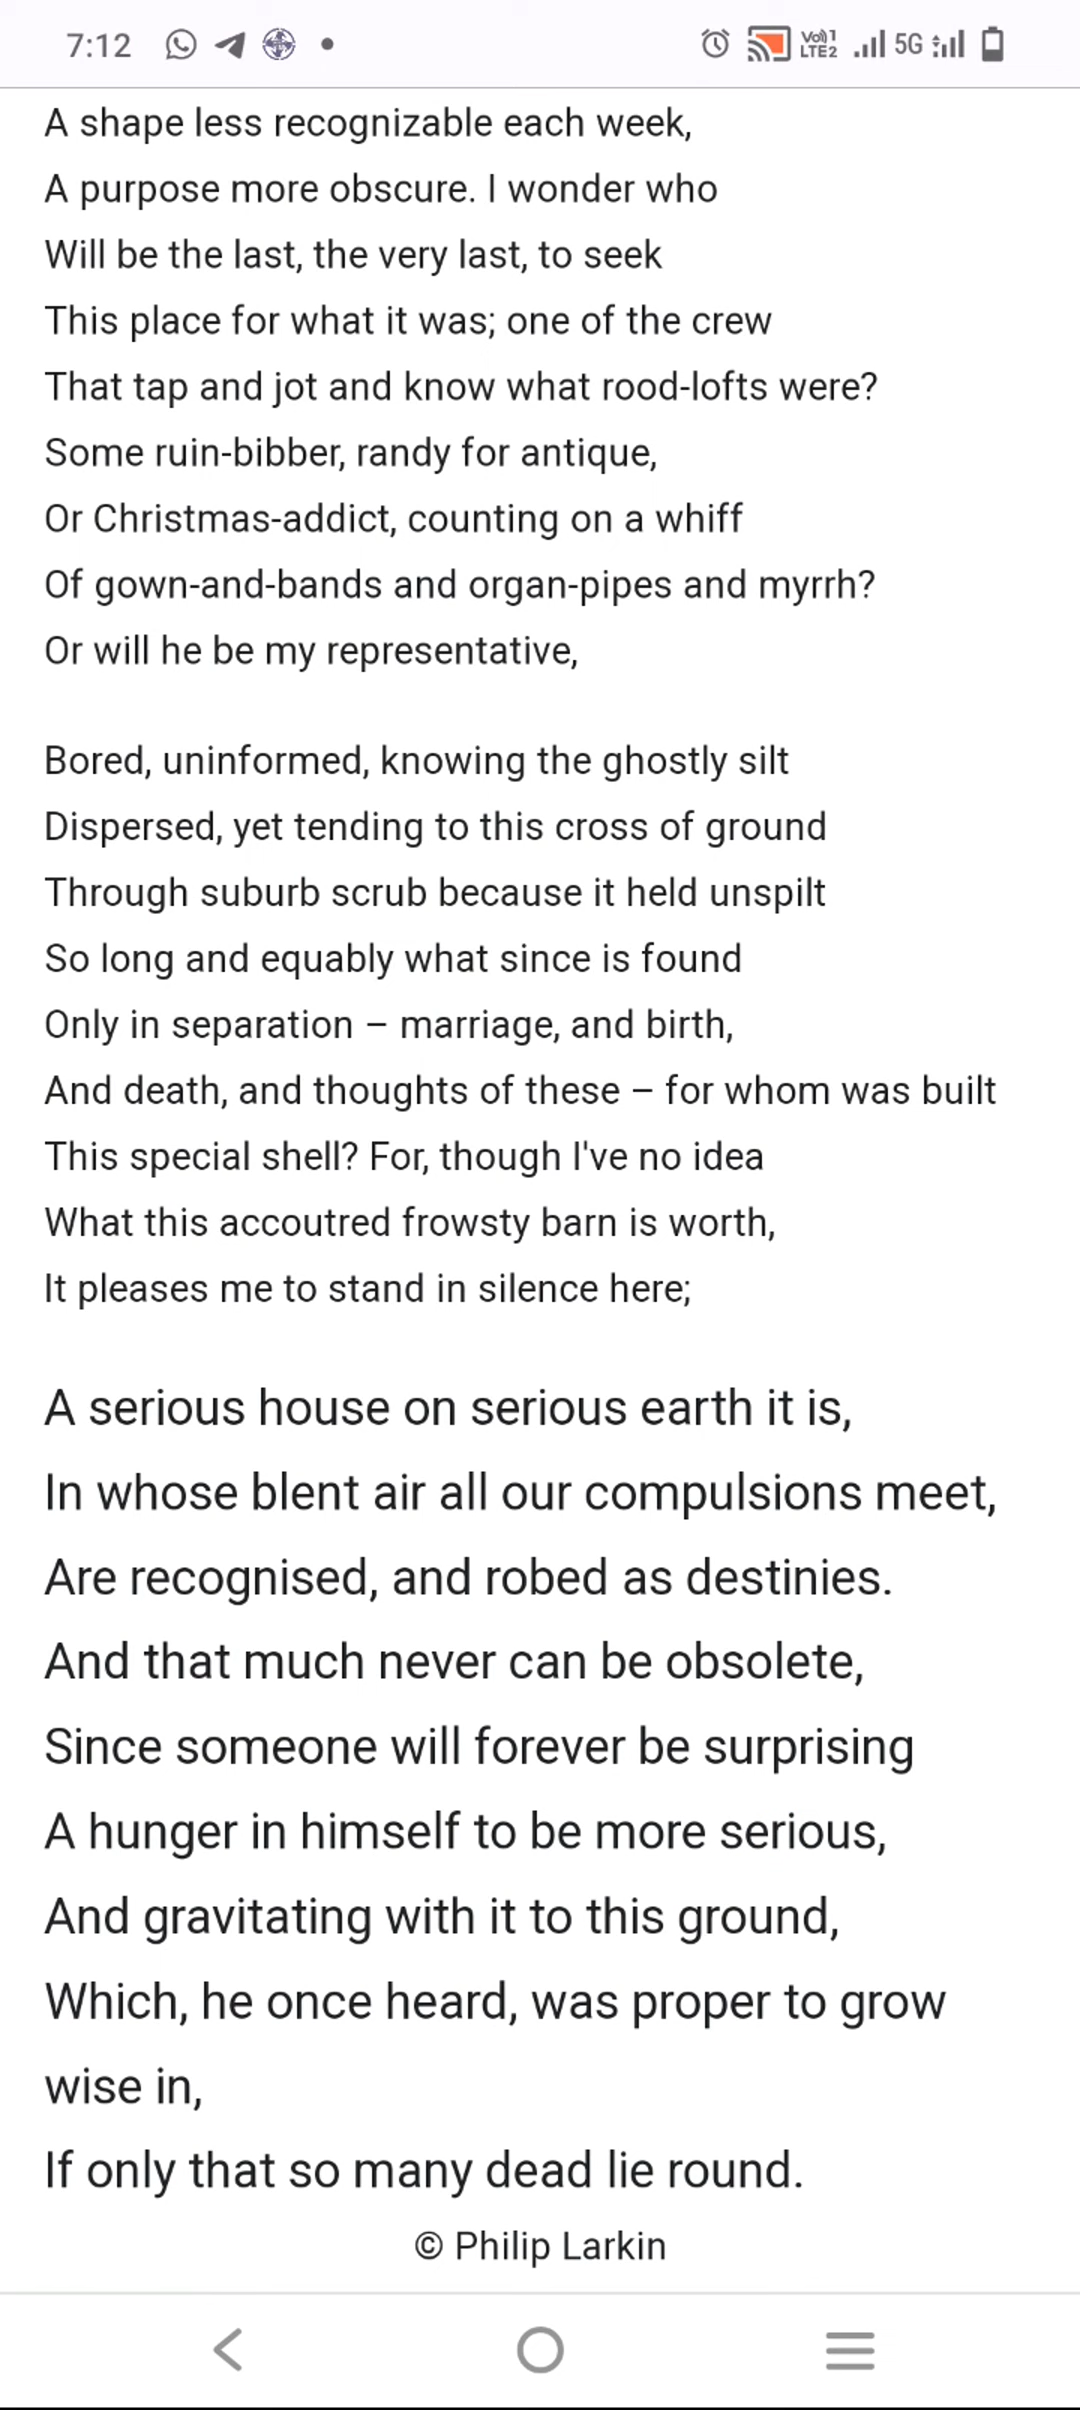 7:12
Vo)) 1
LTE2
5G
A shape less recognizable each week,
A purpose more obscure. I wonder who
Will be the last, the very last, to seek
This place for what it was; one of the crew
That tap and jot and know what rood-lofts were?
Some ruin-bibber, randy for antique,
Or Christmas-addict, counting on a whiff
Of gown-and-bands and organ-pipes and myrrh?
Or will he be my representative,
Bored, uninformed, knowing the ghostly silt
Dispersed, yet tending to this cross of ground
Through suburb scrub because it held unspilt
So long and equably what since is found
Only in separation – marriage, and birth,
And death, and thoughts of these – for whom was built
This special shell? For, though I've no idea
What this accoutred frowsty barn is worth,
It pleases me to stand in silence here;
A serious house on serious earth it is,
In whose blent air all our compulsions meet,
Are recognised, and robed as destinies.
And that much never can be obsolete,
Since someone will forever be surprising
A hunger in himself to be more serious,
And gravitating with it to this ground,
Which, he once heard, was proper to grow
wise in,
If only that so many dead lie round.
© Philip Larkin